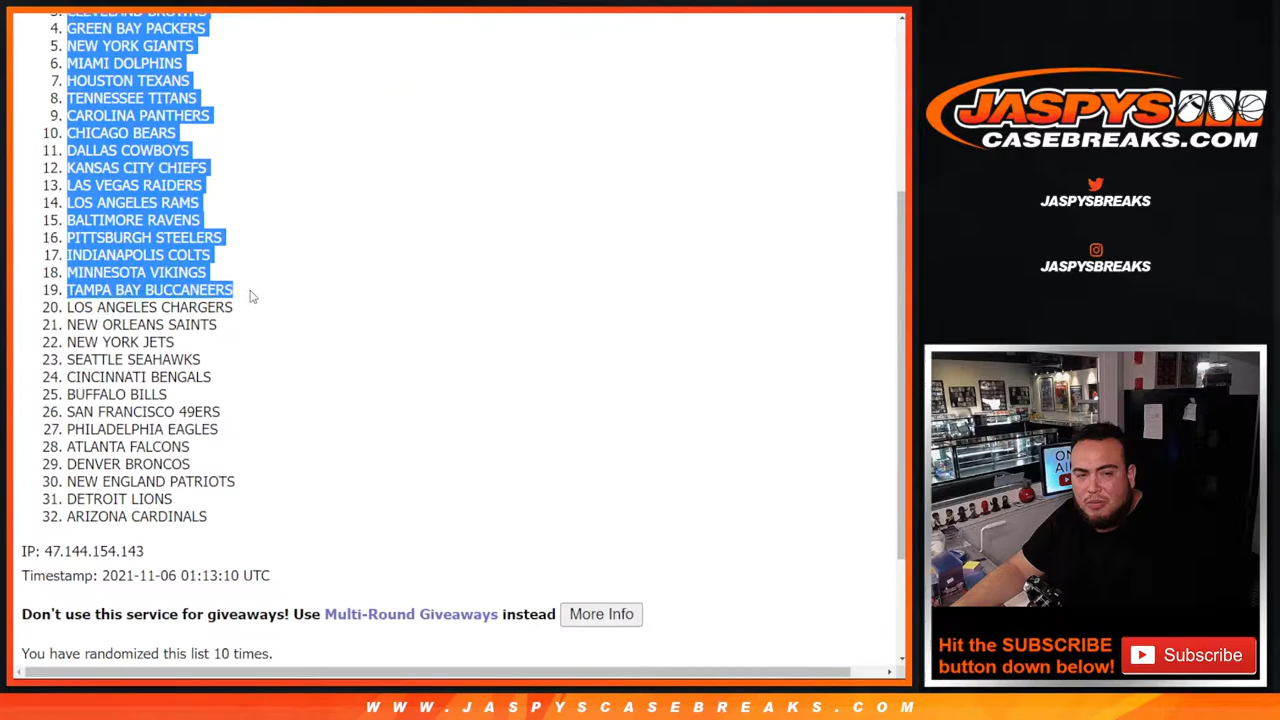 3. CLEVELAND BROWNS
4. GREEN BAY PACKERS
5. NEW YORK GIANTS
6. MIAMI DOLPHINS
7. HOUSTON TEXANS
8. TENNESSEE TITANS
9. CAROLINA PANTHERS
10. CHICAGO BEARS
11. DALLAS COWBOYS
12. KANSAS CITY CHIEFS
13. LAS VEGAS RAIDERS
14. LOS ANGELES RAMS
15. BALTIMORE RAVENS
16. PITTSBURGH STEELERS
17. INDIANAPOLIS COLTS
18. MINNESOTA VIKINGS
19. TAMPA BAY BUCCANEERS
20. LOS ANGELES CHARGERS
21. NEW ORLEANS SAINTS
22. NEW YORK JETS
23. SEATTLE SEAHAWKS
24. CINCINNATI BENGALS
25. BUFFALO BILLS
26. SAN FRANCISCO 49ERS
27. PHILADELPHIA EAGLES
28. ATLANTA FALCONS
29. DENVER BRONCOS
30. NEW ENGLAND PATRIOTS
31. DETROIT LIONS
32. ARIZONA CARDINALS
IP: 47.144.154.143
Timestamp: 2021-11-06 01:13:10 UTC
Don't use this service for giveaways! Use Multi-Round Giveaways instead More Info
You have randomized this list 10 times.
JASPYS
CASEBREAKS.COM
JASPYSBREAKS
JASPYSBREAKS
ON
AI
Hit the SUBSCRIBE
button down below!
Subscribe
WWW.JASPYSCASEBREAKS.COM